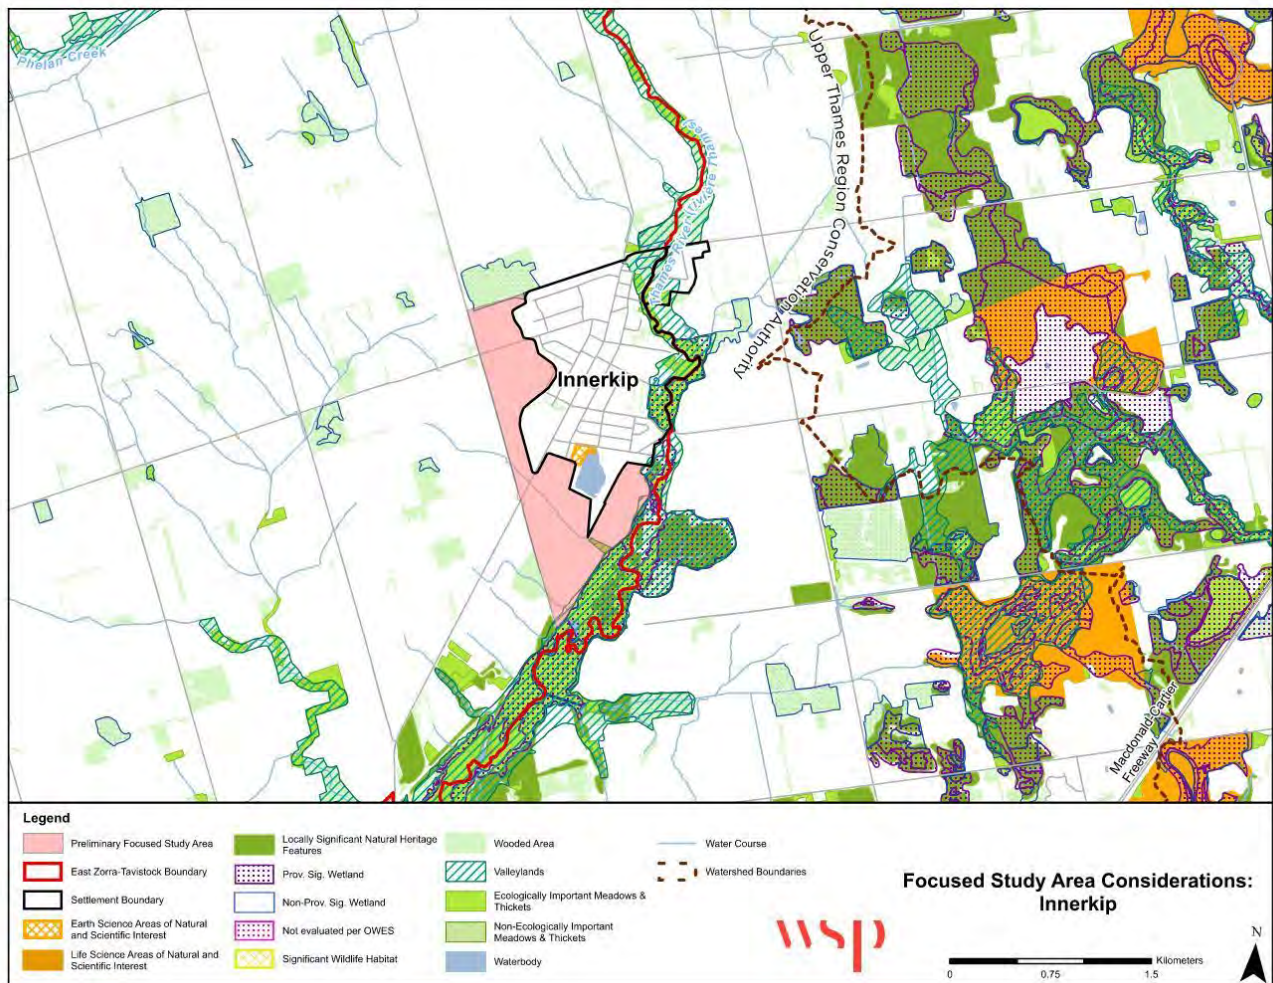 Phelan Creek
Upper Thames Region Conservation Authority
Thames River (rivière Thames)
Innerkip
Macdonald-Cartier
Freeway
Legend
Preliminary Focused Study Area
East Zorra-Tavistock Boundary
Settlement Boundary
Earth Science Areas of Natural
and Scientific Interest
Life Science Areas of Natural and
Scientific Interest
Locally Significant Natural Heritage
Features
Prov. Sig. Wetland
Non-Prov. Sig. Wetland
Not evaluated per OWES
Significant Wildlife Habitat
Wooded Area
Valleylands
Ecologically Important Meadows &
Thickets
Non-Ecologically Important
Meadows & Thickets
Waterbody
Water Course
Watershed Boundaries
wsp
Focused Study Area Considerations:
Innerkip
N
Kilometers
0 0.75 1.5